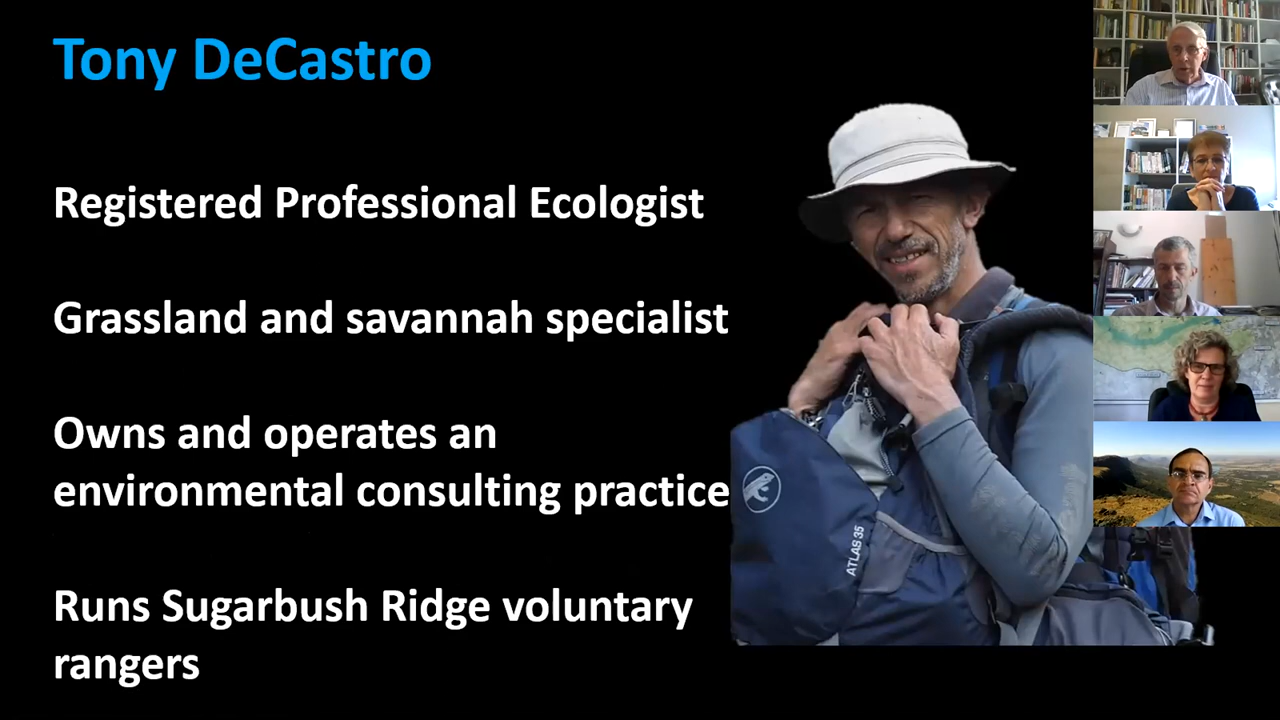 Tony DeCastro
Registered Professional Ecologist
Grassland and savannah specialist
Owns and operates an
environmental consulting practice
Runs Sugarbush Ridge voluntary
rangers
ATLAS 35